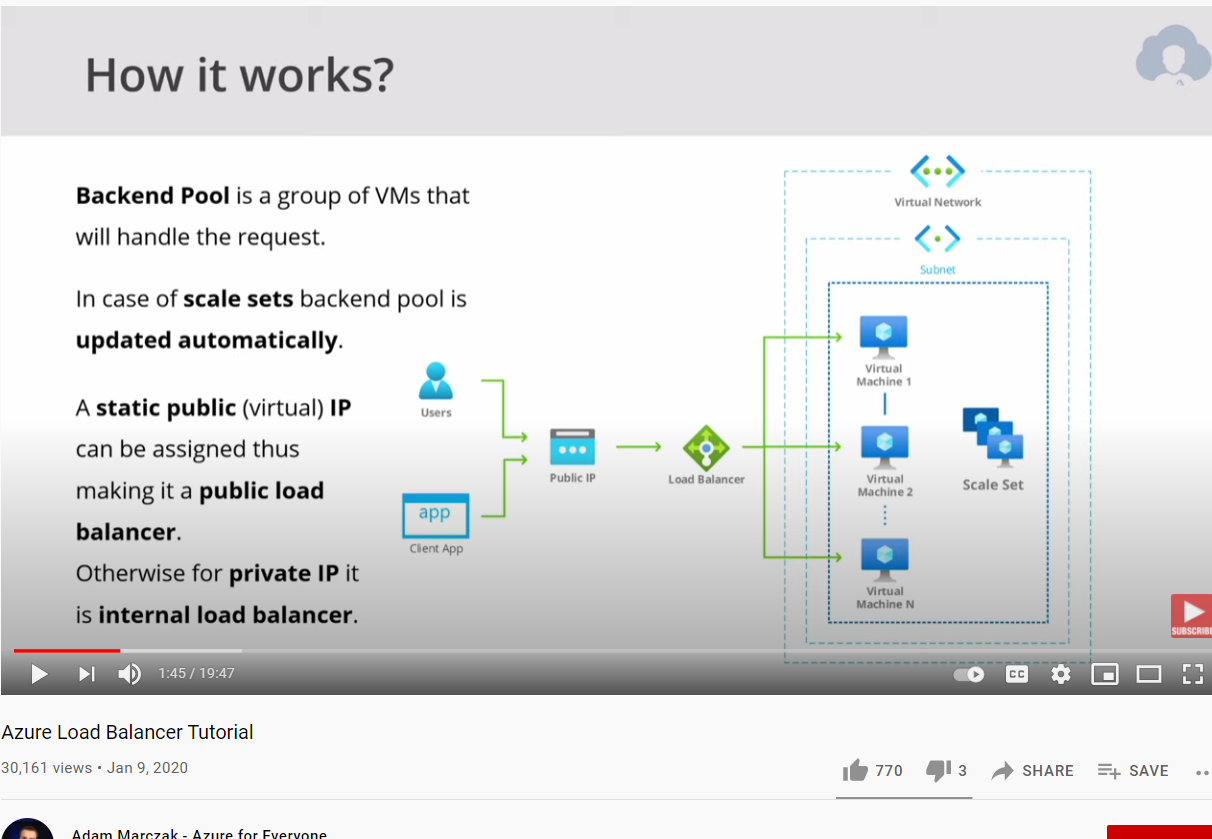 How it works?
Backend Pool is a group of VMs that
will handle the request.
In case of scale sets backend pool is
updated automatically.
A static public (virtual) IP
can be assigned thus
making it a public load
balancer.
Otherwise for private IP it
is internal load balancer.
Users
app
Client App
Public IP
Load Balancer
Virtual Network
Subnet
Virtual
Machine 1
Virtual
Machine 2
Virtual
Machine N
Scale Set
SUBSCRIBE
1:45 / 19:47
CC
Azure Load Balancer Tutorial
30,161 views • Jan 9, 2020
770
3
SHARE
SAVE
Adam Marczak - Azure for Everyone